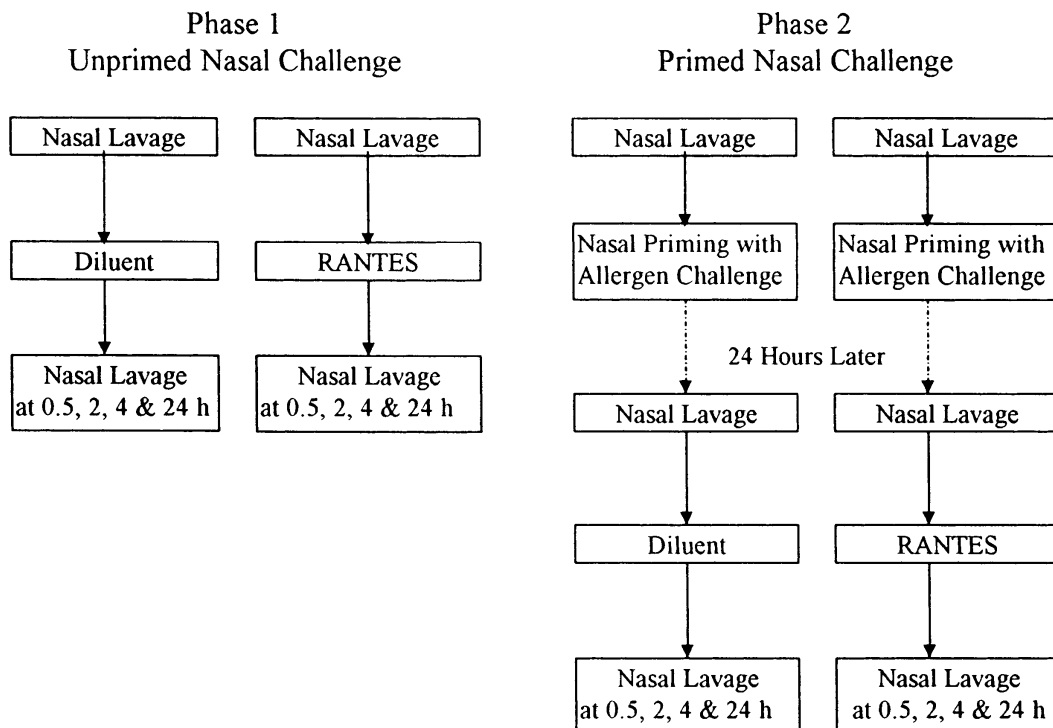 Phase 1
Unprimed Nasal Challenge
Nasal Lavage
Nasal Lavage
Diluent
RANTES
Nasal Lavage
at 0.5, 2, 4 & 24 h
Nasal Lavage
at 0.5, 2, 4 & 24 h
Phase 2
Primed Nasal Challenge
Nasal Lavage
Nasal Lavage
Nasal Priming with
Allergen Challenge
Nasal Priming with
Allergen Challenge
24 Hours Later
Nasal Lavage
Nasal Lavage
Diluent
RANTES
Nasal Lavage
at 0.5, 2, 4 & 24 h
Nasal Lavage
at 0.5, 2, 4 & 24 h